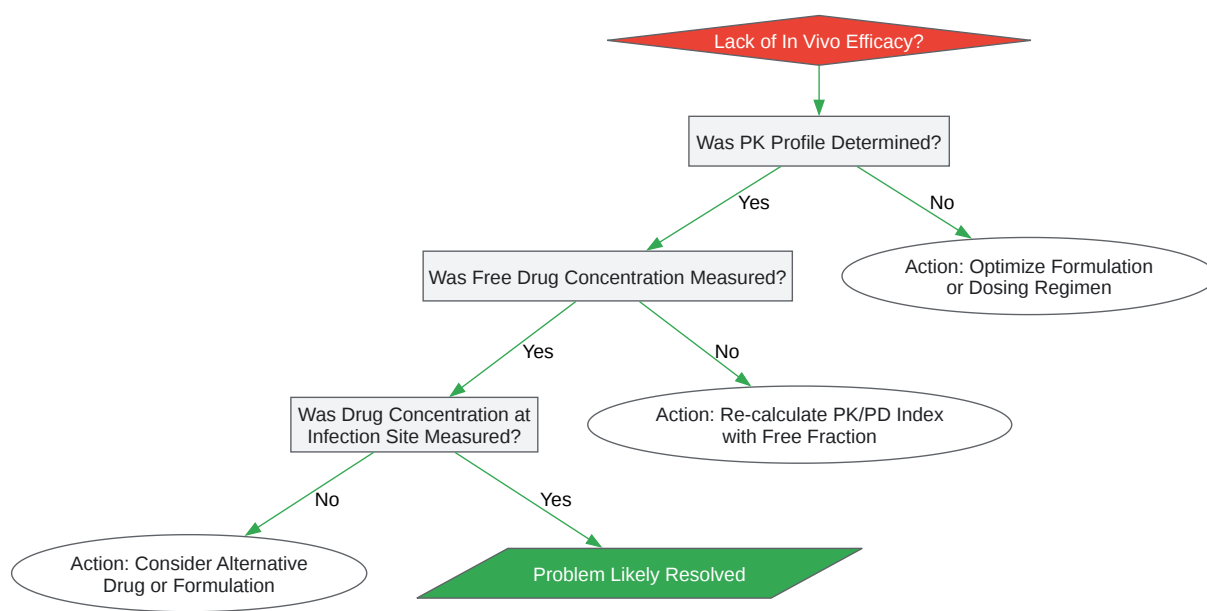 Lack of In Vivo Efficacy?
Was PK Profile Determined?
Yes
No
Was Free Drug Concentration Measured?
Action: Optimize Formulation
or Dosing Regimen
Yes
No
Was Drug Concentration at
Infection Site Measured?
Action: Re-calculate PK/PD Index
with Free Fraction
No
Yes
Action: Consider Alternative
Drug or Formulation
Problem Likely Resolved